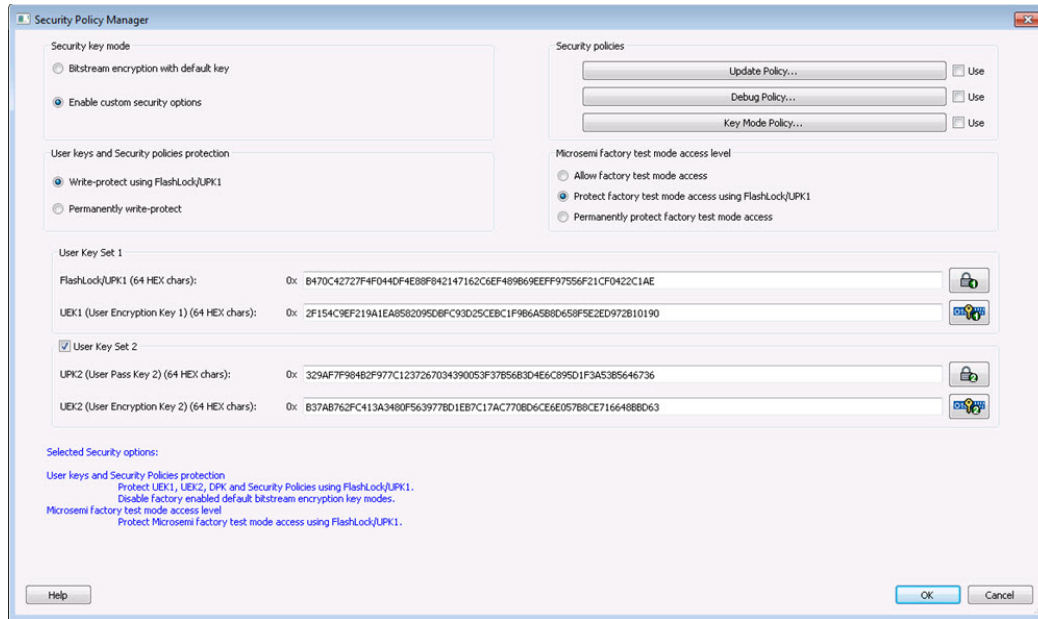 Security Policy Manager
Security key mode
Bitstream encryption with default key
Enable custom security options
Security policies
Update Policy...
Use
Debug Policy...
Use
Key Mode Policy...
Use
User keys and Security policies protection
Write-protect using FlashLock/UPK1
Permanently write-protect
Microsemi factory test mode access level
Allow factory test mode access
Protect factory test mode access using FlashLock/UPK1
Permanently protect factory test mode access
User Key Set 1
FlashLock/UPK1 (64 HEX chars): 0x B470C42727F4F044DF4E88F842147162C6EF489B69EEFF97556F21CF0422C1AE
UEK1 (User Encryption Key 1) (64 HEX chars): 0x 2F154C9EF219A1EA8582095DBFC93D25CEBC1F9B6A5B8D658F5E2ED972B10190
User Key Set 2
UPK2 (User Pass Key 2) (64 HEX chars): 0x 329AF7F984B2F977C1237267034390053F37B56B3D4E6C895D1F3A53B5646736
UEK2 (User Encryption Key 2) (64 HEX chars): 0x B37AB762FC413A3480F563977BD1EB7C17AC770BD6CE6E057B8CE716648BBD63
Selected Security options:
User keys and Security Policies protection
Protect UEK1, UEK2, DPK and Security Policies using FlashLock/UPK1.
Disable factory enabled default bitstream encryption key modes.
Microsemi factory test mode access level
Protect Microsemi factory test mode access using FlashLock/UPK1.
Help
OK
Cancel